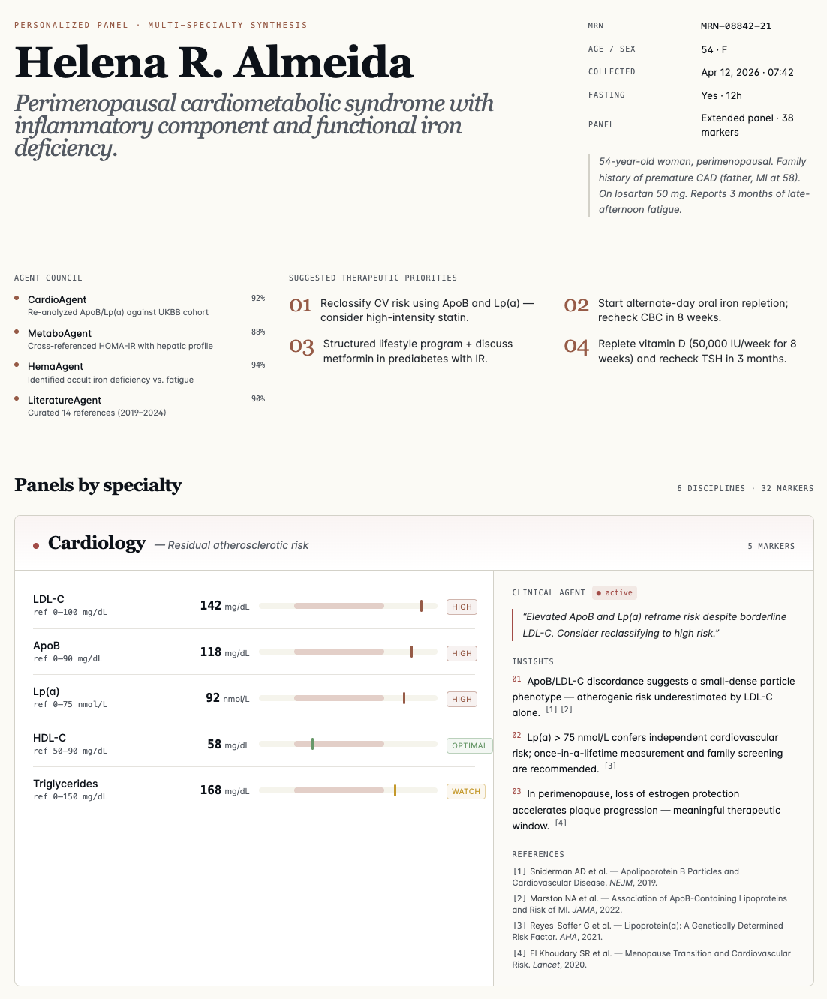 PERSONALIZED PANEL · MULTI-SPECIALTY SYNTHESIS
Helena R. Almeida
Perimenopausal cardiometabolic syndrome with
inflammatory component and functional iron
deficiency.
MRN MRN-08842-21
AGE / SEX 54 · F
COLLECTED Apr 12, 2026 · 07:42
FASTING Yes · 12h
PANEL Extended panel · 38
markers
54-year-old woman, perimenopausal. Family
history of premature CAD (father, MI at 58).
On losartan 50 mg. Reports 3 months of late-
afternoon fatigue.
AGENT COUNCIL
CardioAgent 92%
Re-analyzed ApoB/Lp(a) against UKBB cohort
MetaboAgent 88%
Cross-referenced HOMA-IR with hepatic profile
HemaAgent 94%
Identified occult iron deficiency vs. fatigue
LiteratureAgent 90%
Curated 14 references (2019–2024)
SUGGESTED THERAPEUTIC PRIORITIES
01 Reclassify CV risk using ApoB and Lp(a) —
consider high-intensity statin.
02 Start alternate-day oral iron repletion;
recheck CBC in 8 weeks.
03 Structured lifestyle program + discuss
metformin in prediabetes with IR.
04 Replete vitamin D (50,000 IU/week for 8
weeks) and recheck TSH in 3 months.
Panels by specialty
6 DISCIPLINES · 32 MARKERS
Cardiology — Residual atherosclerotic risk
5 MARKERS
LDL-C 142 mg/dL HIGH
ref 0–100 mg/dL
ApoB 118 mg/dL HIGH
ref 0–90 mg/dL
Lp(a) 92 nmol/L HIGH
ref 0–75 nmol/L
HDL-C 58 mg/dL OPTIMAL
ref 50–90 mg/dL
Triglycerides 168 mg/dL WATCH
ref 0–150 mg/dL
CLINICAL AGENT ● active
“Elevated ApoB and Lp(a) reframe risk despite borderline
LDL-C. Consider reclassifying to high risk.”
INSIGHTS
01 ApoB/LDL-C discordance suggests a small-dense particle
phenotype — atherogenic risk underestimated by LDL-C
alone. [1] [2]
02 Lp(a) > 75 nmol/L confers independent cardiovascular
risk; once-in-a-lifetime measurement and family screening
are recommended. [3]
03 In perimenopause, loss of estrogen protection
accelerates plaque progression — meaningful therapeutic
window. [4]
REFERENCES
[1] Sniderman AD et al. — Apolipoprotein B Particles and
Cardiovascular Disease. NEJM, 2019.
[2] Marston NA et al. — Association of ApoB-Containing Lipoproteins
and Risk of MI. JAMA, 2022.
[3] Reyes-Soffer G et al. — Lipoprotein(a): A Genetically Determined
Risk Factor. AHA, 2021.
[4] El Khoudary SR et al. — Menopause Transition and Cardiovascular
Risk. Lancet, 2020.